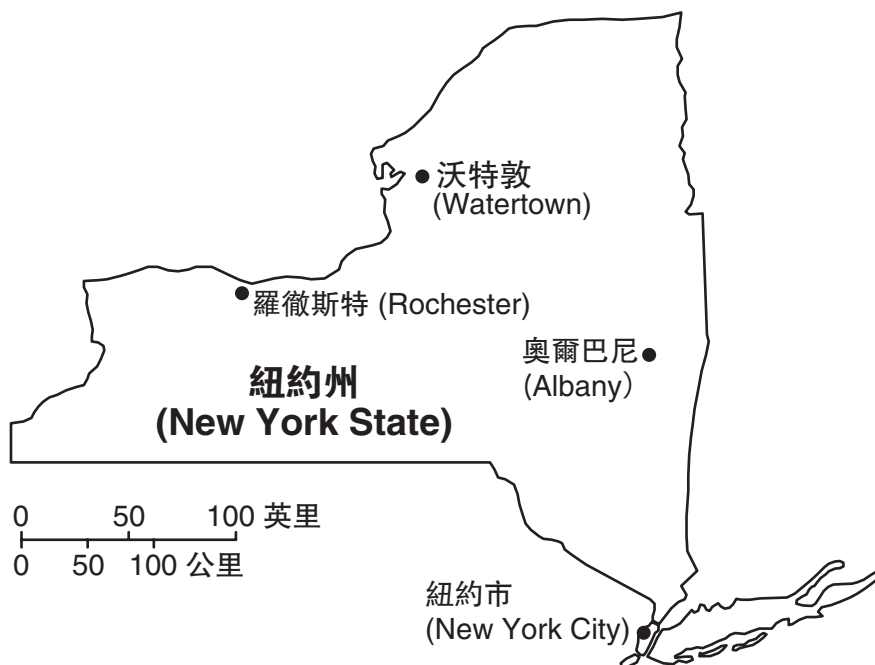 沃特敦
(Watertown)
羅徹斯特 (Rochester)
奧爾巴尼
(Albany)
紐約州
(New York State)
0 50 100 英里
0 50 100 公里
紐約市
(New York City)